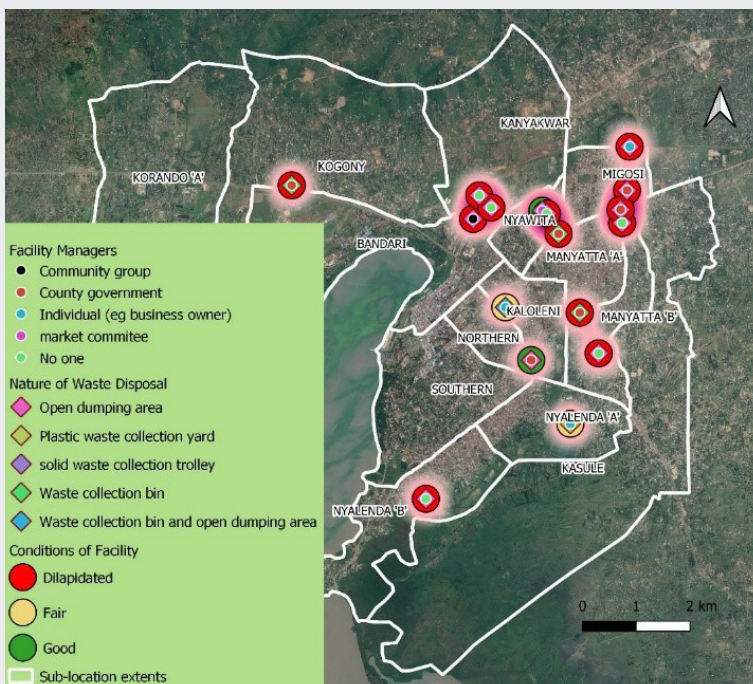 KANYAKWAR
KOGONY
KORANDO 'A'
MIGOSI
NYAWITA
BANDARI
MANYATTA 'A'
KALOLENI
MANYATTA 'B'
NORTHERN
SOUTHERN
NYALENDA 'A'
KASULE
NYALENDA 'B'
Facility Managers
Community group
County government
Individual (eg business owner)
market commitee
No one
Nature of Waste Disposal
Open dumping area
Plastic waste collection yard
solid waste collection trolley
Waste collection bin
Waste collection bin and open dumping area
Conditions of Facility
Dilapidated
Fair
Good
Sub-location extents
0 1 2 km